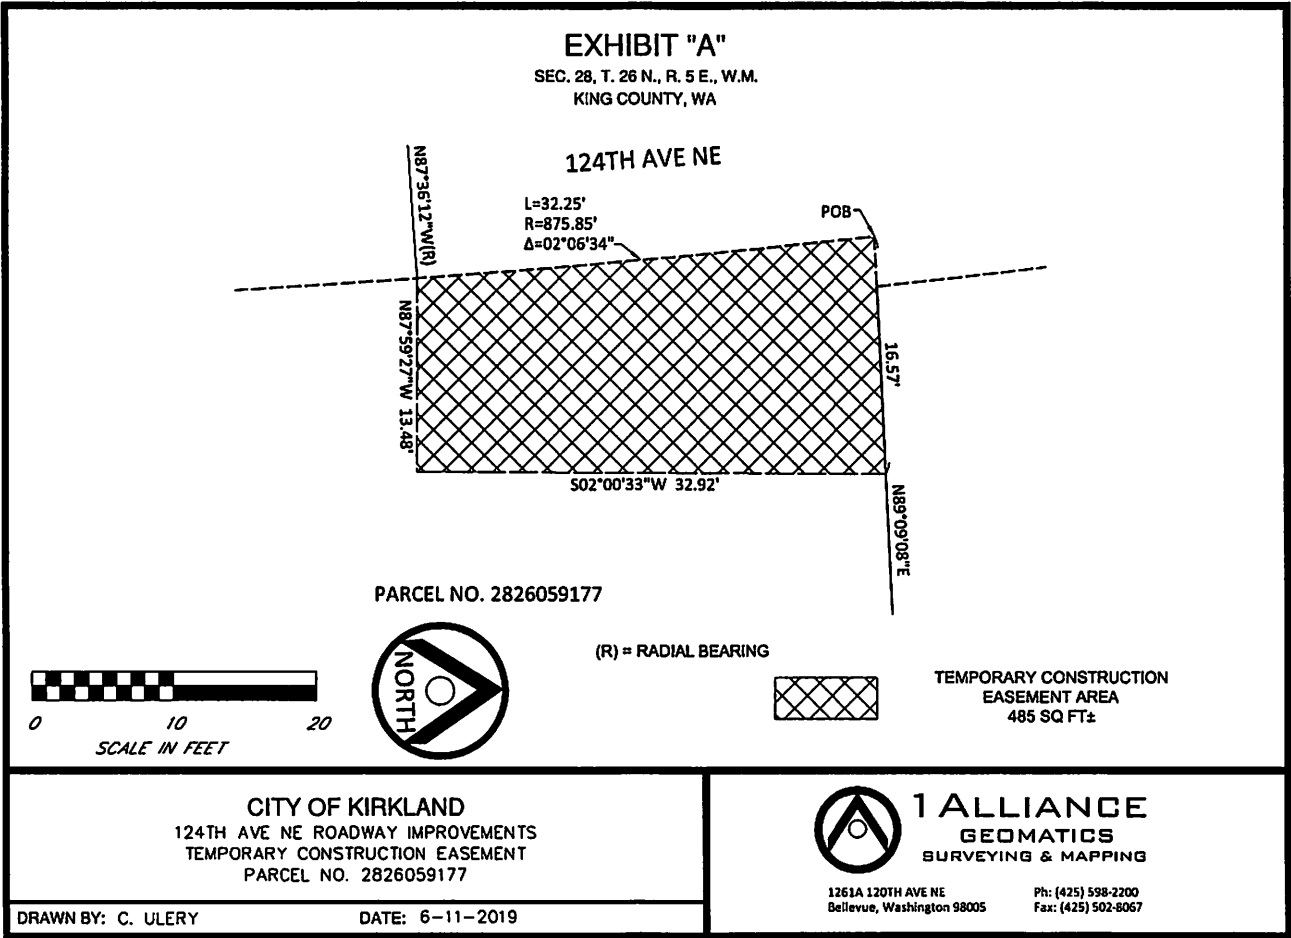 EXHIBIT "A"
SEC. 28, T. 26 N., R. 5 E., W.M.
KING COUNTY, WA
124TH AVE NE
N87°36'12"W(R)
L=32.25'
R=875.85'
Δ=02°06'34"
POB
N87°59'27"W 13.48'
16.57'
S02°00'33"W 32.92'
N89°09'08"E
PARCEL NO. 2826059177
NORTH
(R) = RADIAL BEARING
0 10 20
SCALE IN FEET
TEMPORARY CONSTRUCTION
EASEMENT AREA
485 SQ FT±
CITY OF KIRKLAND
124TH AVE NE ROADWAY IMPROVEMENTS
TEMPORARY CONSTRUCTION EASEMENT
PARCEL NO. 2826059177
DRAWN BY: C. ULERY DATE: 6-11-2019
1 ALLIANCE
GEOMATICS
SURVEYING & MAPPING
1261A 120TH AVE NE
Bellevue, Washington 98005
Ph: (425) 598-2200
Fax: (425) 502-8067